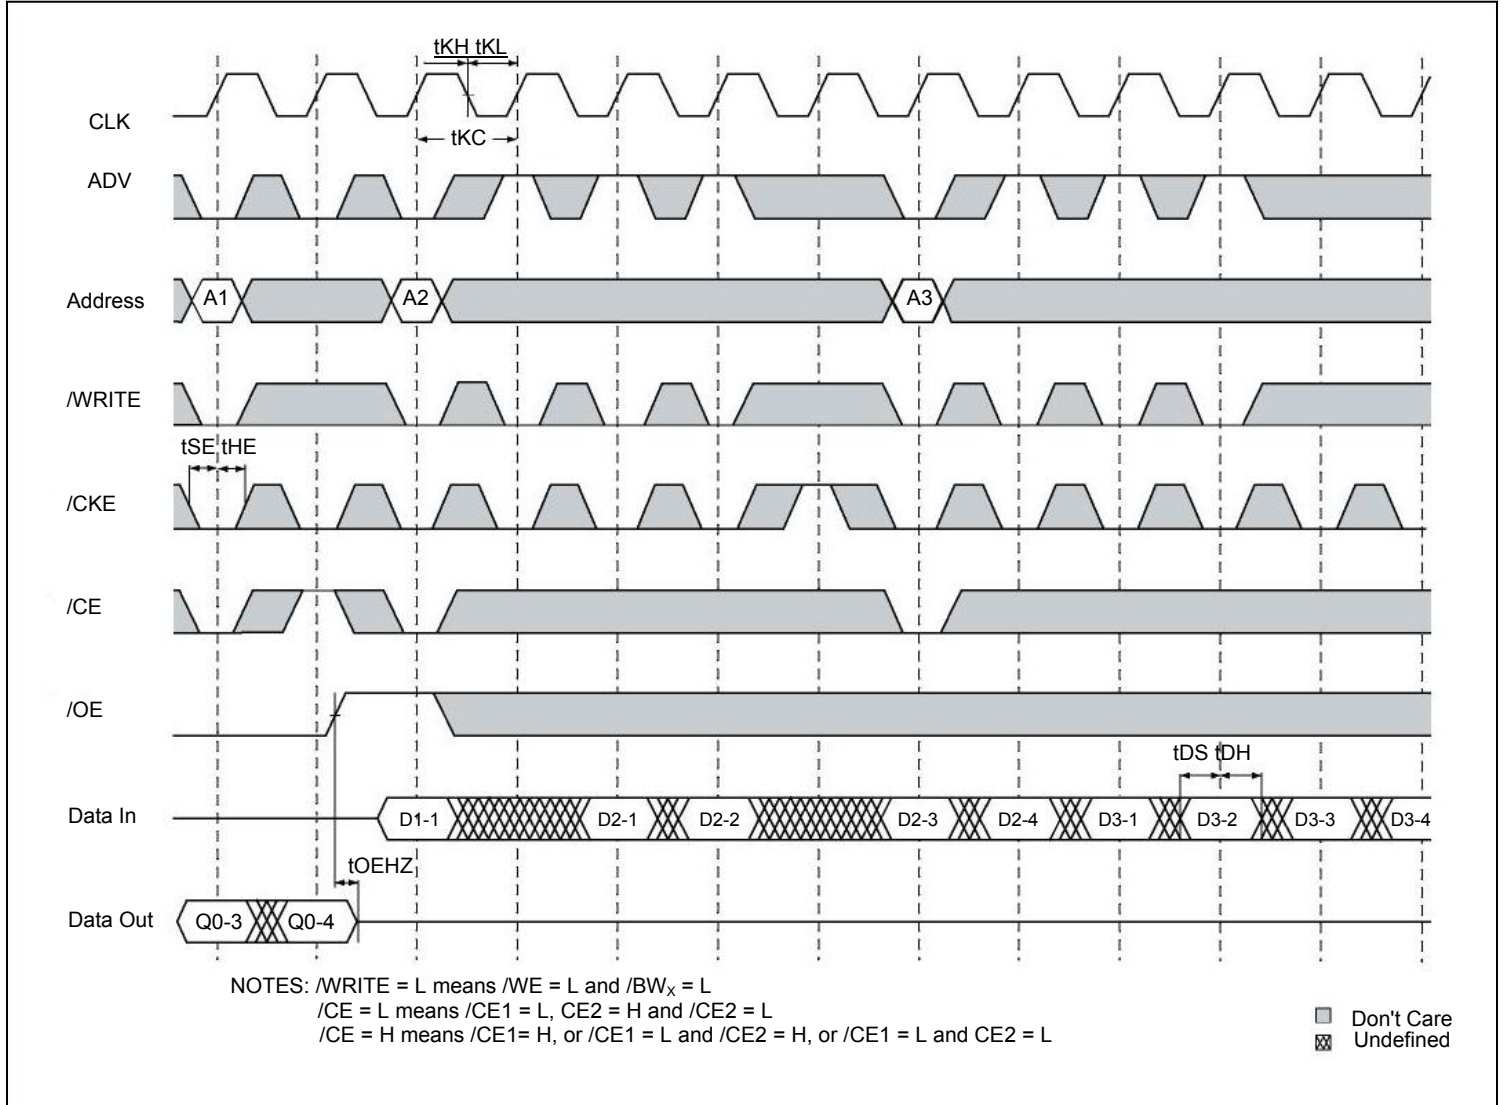 tKH tKL
CLK
tKC
ADV
Address A1 A2 A3
/WRITE
tSE tHE
/CKE
/CE
/OE
tDS tDH
Data In D1-1 D2-1 D2-2 D2-3 D2-4 D3-1 D3-2 D3-3 D3-4
tOEHZ
Data Out Q0-3 Q0-4
NOTES: /WRITE = L means /WE = L and /BWX = L
/CE = L means /CE1 = L, CE2 = H and /CE2 = L
/CE = H means /CE1= H, or /CE1 = L and /CE2 = H, or /CE1 = L and CE2 = L
Don't Care
Undefined